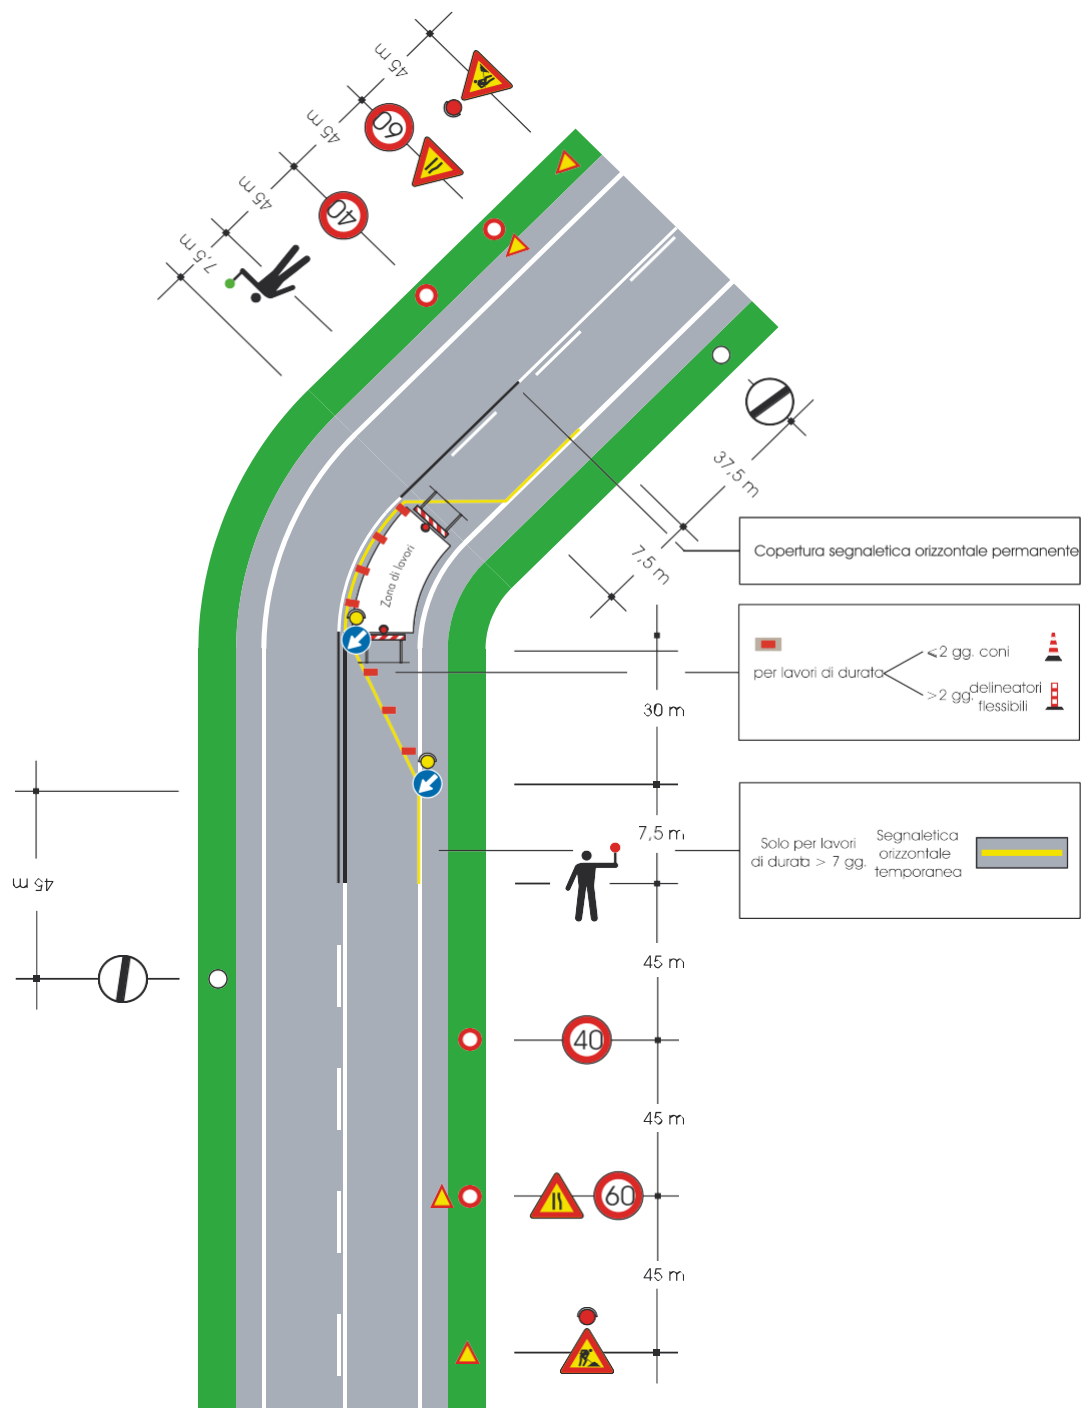 45 m
60
45 m
40
45 m
7,5 m
37,5 m
Copertura segnaletica orizzontale permanente
7,5 m
Zona di lavori
per lavori di durata
<2 gg. coni
>2 gg. delineatori
flessibili
30 m
7,5 m
Solo per lavori
di durata > 7 gg.
Segnaletica
orizzontale
temporanea
45 m
45 m
40
45 m
60
45 m